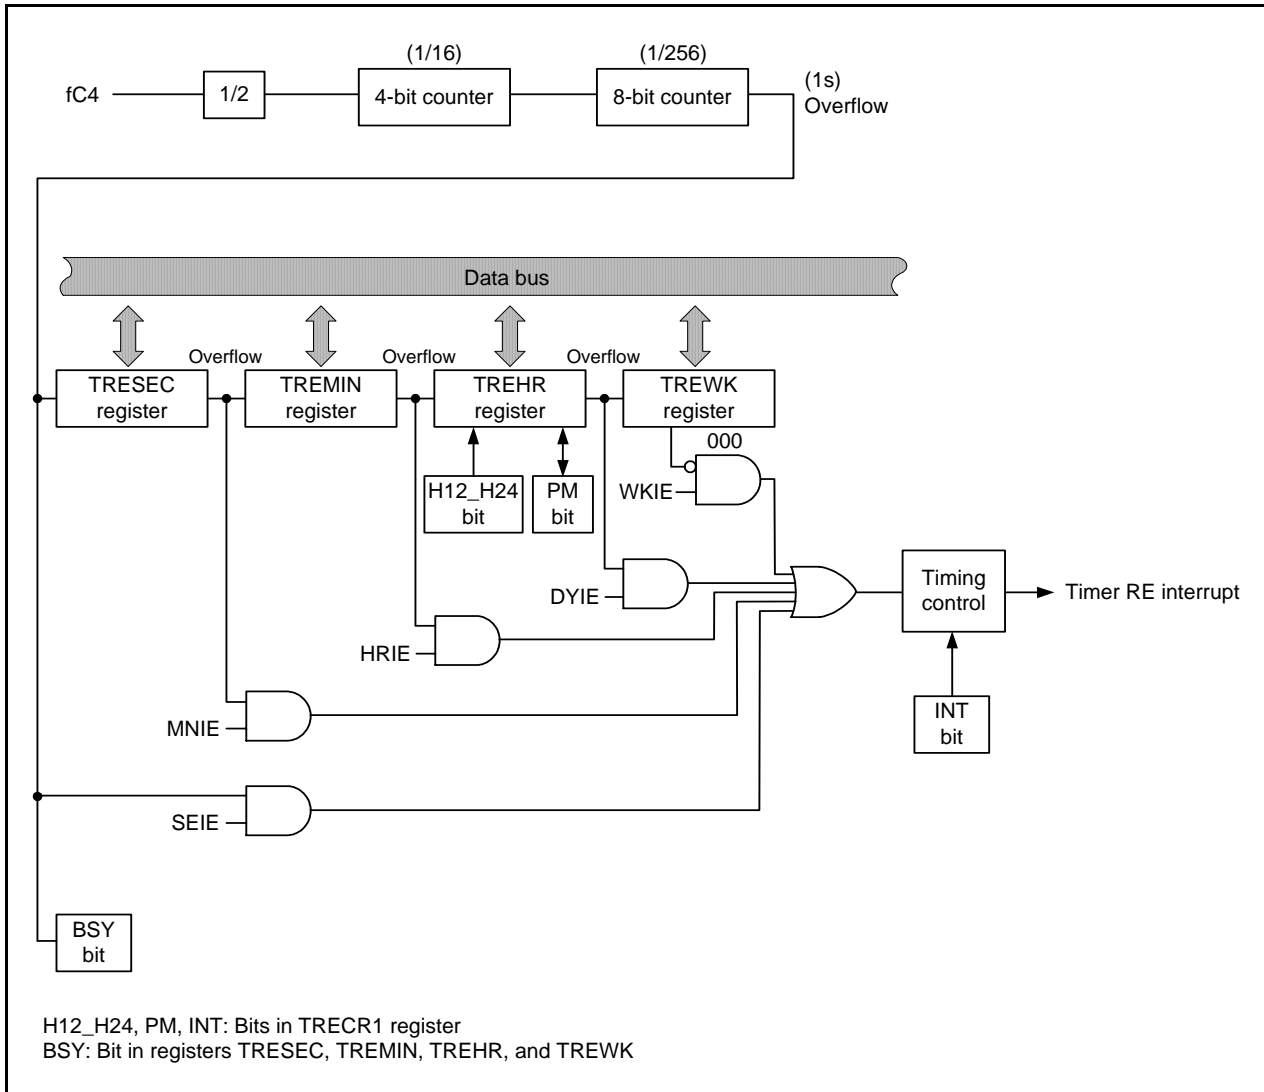 (1/16)
(1/256)
fC4
1/2
4-bit counter
8-bit counter
(1s)
Overflow
Data bus
Overflow
Overflow
Overflow
TRESEC
register
TREMIN
register
TREHR
register
TREWK
register
000
H12_H24
bit
PM
bit
WKIE
DYIE
HRIE
MNIE
SEIE
Timing
control
Timer RE interrupt
INT
bit
BSY
bit
H12_H24, PM, INT: Bits in TRECR1 register
BSY: Bit in registers TRESEC, TREMIN, TREHR, and TREWK